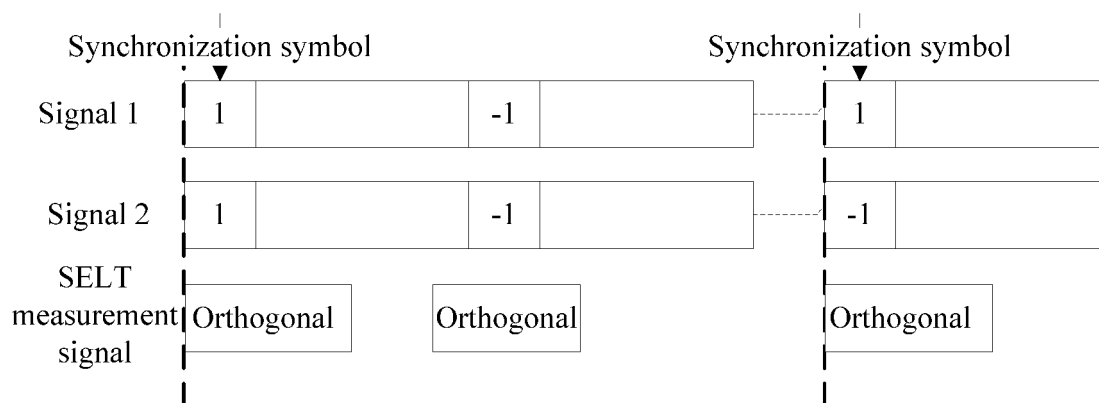 Synchronization symbol Synchronization symbol
Signal 1 1 -1 1
Signal 2 1 -1 -1
SELT
measurement
signal
Orthogonal Orthogonal Orthogonal